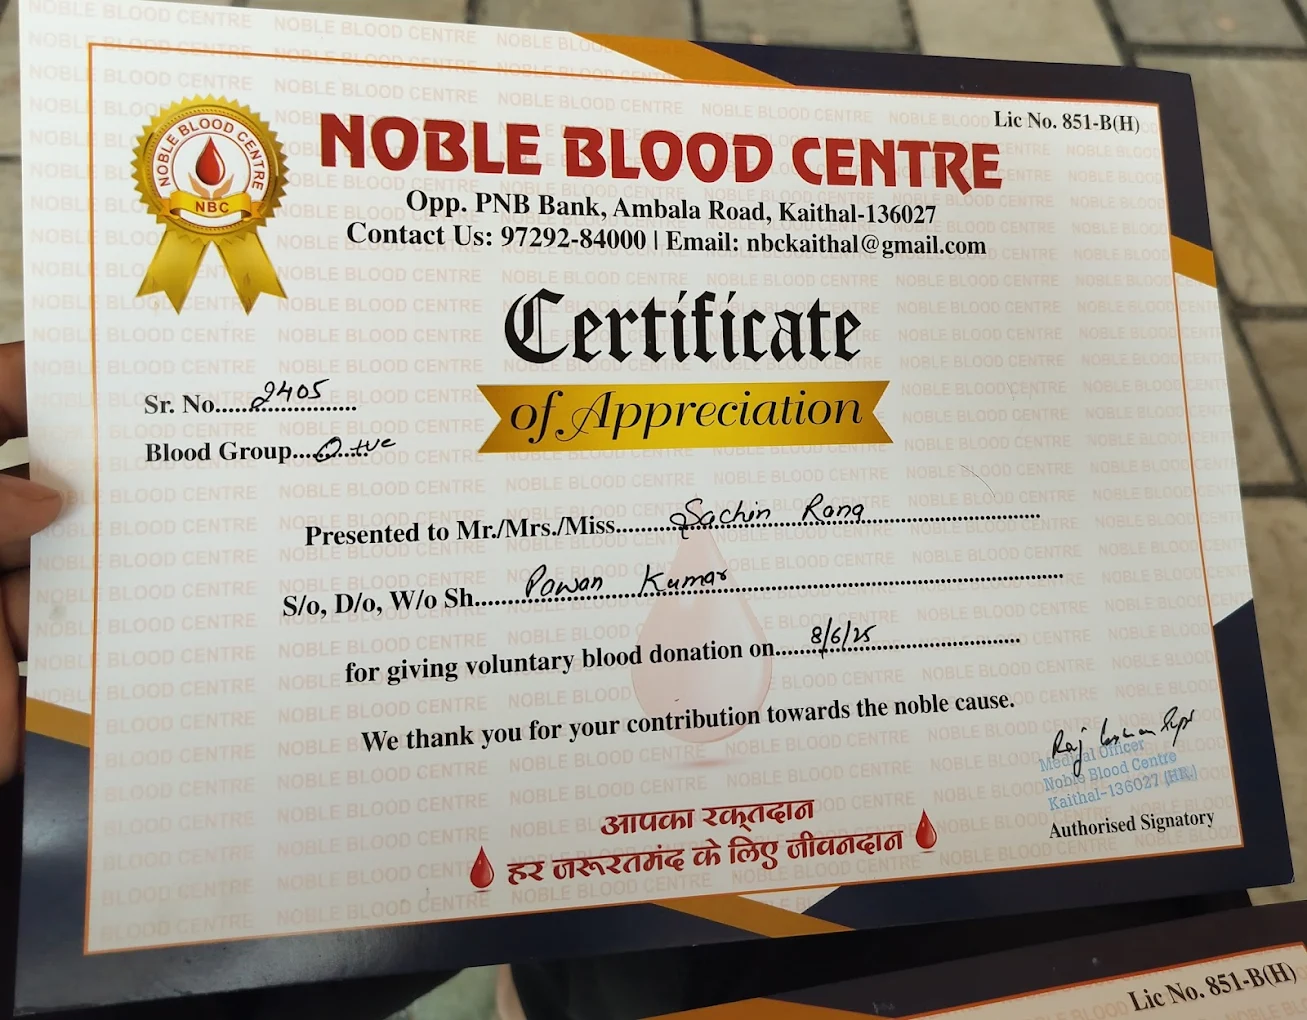 Lic No. 851-B(H)
NOBLE BLOOD CENTRE
NBC
NOBLE BLOOD CENTRE
Opp. PNB Bank, Ambala Road, Kaithal-136027
Contact Us: 97292-84000 | Email: nbckaithal@gmail.com
Certificate
of Appreciation
Sr. No. 2405
Blood Group O+ve
Presented to Mr./Mrs./Miss Sachin Rana
S/o, D/o, W/o Sh. Pawan Kumar
for giving voluntary blood donation on 8/6/25
We thank you for your contribution towards the noble cause.
Raj
Medical Officer
Noble Blood Centre
Kaithal-136027 (HR.)
Authorised Signatory
आपका रक्तदान
हर जरूरतमंद के लिए जीवनदान
Lic No. 851-B(H)